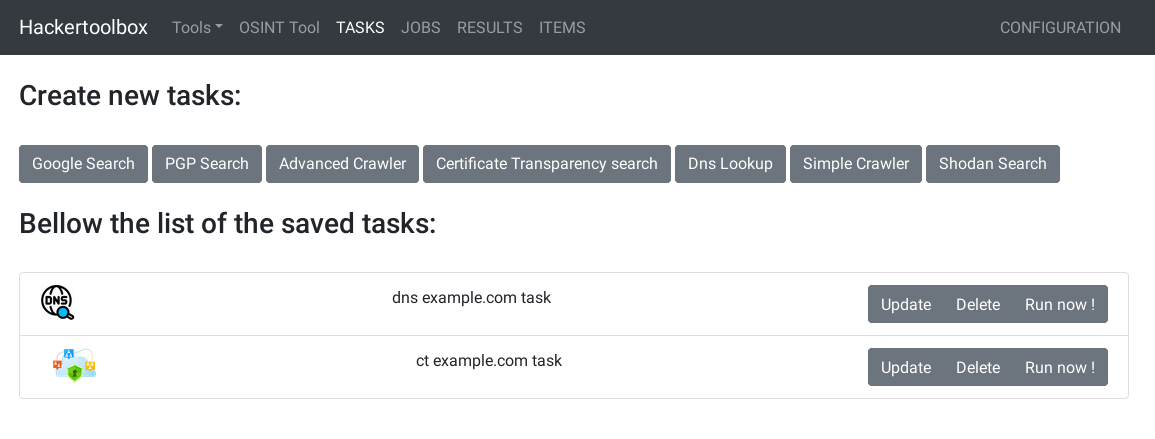 Hackertoolbox Tools OSINT Tool TASKS JOBS RESULTS ITEMS CONFIGURATION
Create new tasks:
Google Search PGP Search Advanced Crawler Certificate Transparency search Dns Lookup Simple Crawler Shodan Search
Bellow the list of the saved tasks:
DNS dns example.com task Update Delete Run now !
ct example.com task Update Delete Run now !